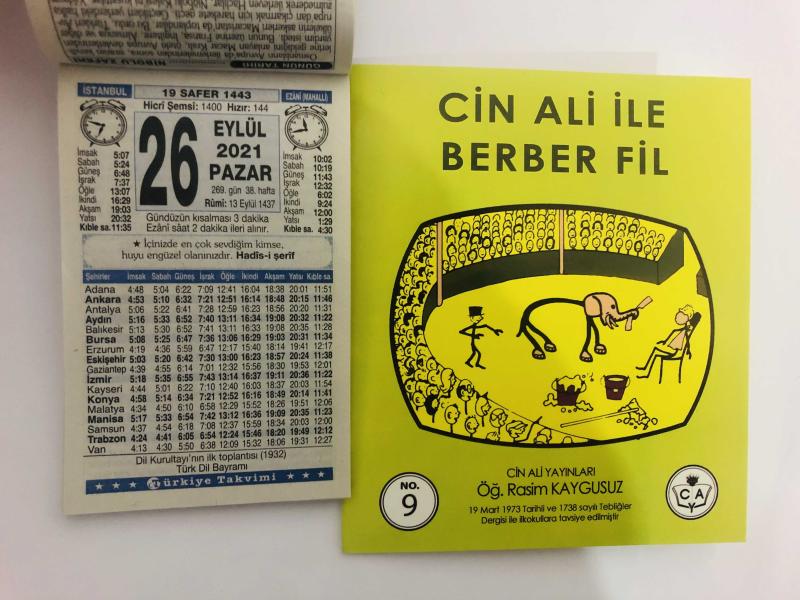 GÜNÜN TARİHİ
NİĞBOLU ZAFERİ
İSTANBUL
19 SAFER 1443
EZÂNÎ (MAHALLÎ)
Hicrî Şemsi: 1400 Hızır: 144
26
EYLÜL
2021
PAZAR
269. gün 38. hafta
Rûmî: 13 Eylül 1437
İmsak 5:07
Sabah 5:24
Güneş 6:48
İşrak 7:37
Öğle 13:07
İkindi 16:29
Akşam 19:03
Yatsı 20:32
Kıble sa. 11:35
İmsak 10:02
Sabah 10:19
Güneş 11:43
İşrak 12:32
Öğle 6:02
İkindi 9:24
Akşam 12:00
Yatsı 1:29
Kıble sa. 4:30
Gündüzün kısalması 3 dakika
Ezânî sâat 2 dakika ileri alınır.
★ İçinizde en çok sevdiğim kimse,
huyu engüzel olanınızdır. Hadîs-i şerîf
Şehirler İmsak Sabah Güneş İşrak Öğle İkindi Akşam Yatsı Kıble sa.
Adana 4:48 5:04 6:22 7:09 12:41 16:04 18:38 20:01 11:51
Ankara 4:53 5:10 6:32 7:21 12:51 16:14 18:48 20:15 11:46
Antalya 5:06 5:22 6:41 7:28 12:59 16:23 18:56 20:20 11:31
Aydın 5:16 5:33 6:52 7:40 13:11 16:34 19:08 20:32 11:22
Balıkesir 5:13 5:30 6:52 7:41 13:11 16:33 19:08 20:35 11:28
Bursa 5:08 5:25 6:47 7:36 13:06 16:29 19:03 20:31 11:34
Erzurum 4:19 4:36 5:59 6:47 12:17 15:40 18:14 19:41 12:17
Eskişehir 5:03 5:20 6:42 7:30 13:00 16:23 18:57 20:24 11:38
Gaziantep 4:39 4:55 6:14 7:01 12:32 15:56 18:30 19:53 12:01
İzmir 5:18 5:35 6:55 7:43 13:14 16:37 19:11 20:36 11:22
Kayseri 4:44 5:01 6:22 7:10 12:40 16:03 18:37 20:03 11:54
Konya 4:58 5:14 6:34 7:21 12:52 16:16 18:49 20:14 11:41
Malatya 4:34 4:50 6:10 6:58 12:29 15:52 18:26 19:51 12:06
Manisa 5:17 5:33 6:54 7:42 13:12 16:36 19:09 20:35 11:23
Samsun 4:37 4:54 6:18 7:08 12:37 15:59 18:34 20:03 12:00
Trabzon 4:24 4:41 6:05 6:54 12:24 15:46 18:20 19:49 12:12
Van 4:13 4:30 5:50 6:38 12:09 15:32 18:06 19:31 12:27
Dil Kurultayı'nın ilk toplantısı (1932)
Türk Dil Bayramı
★ ★ ★ Türkiye Takvimi ★ ★ ★
CİN ALİ İLE
BERBER FİL
CİN ALİ YAYINLARI
Öğ. Rasim KAYGUSUZ
19 Mart 1973 Tarihli ve 1738 sayılı Tebliğler
Dergisi ile ilkokullara tavsiye edilmiştir
NO.
9
C A
Y